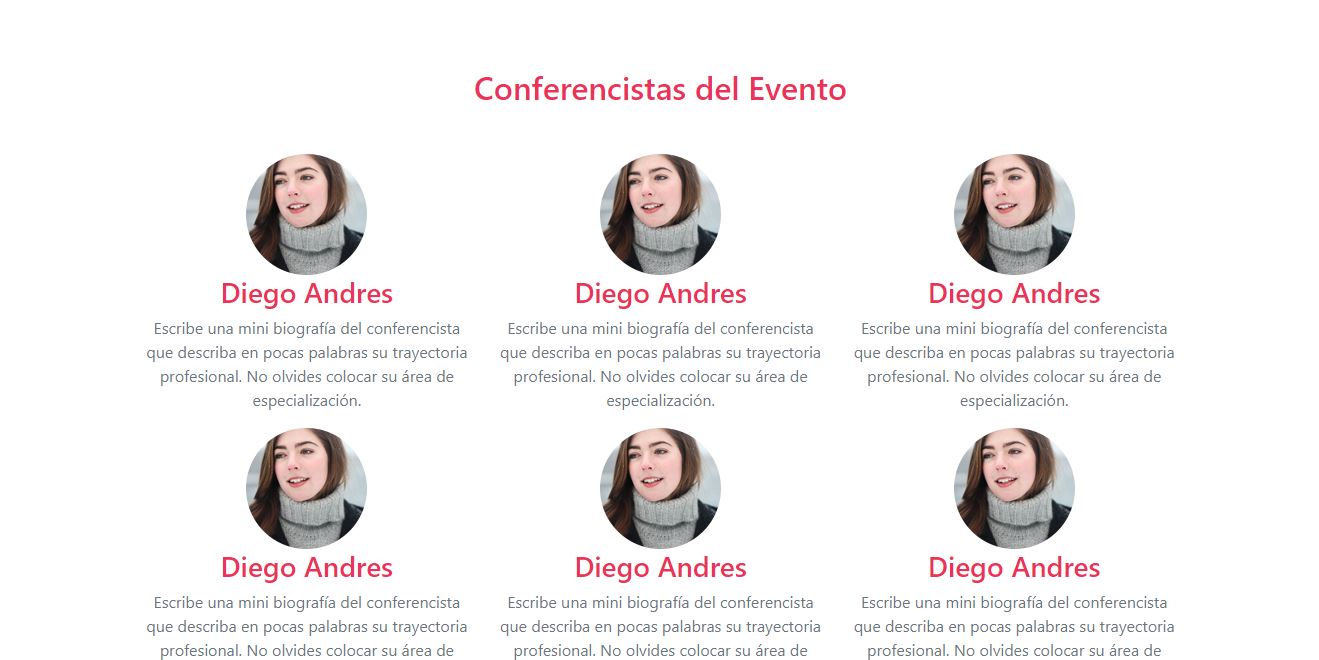 Conferencistas del Evento
Diego Andres
Escribe una mini biografía del conferencista
que describa en pocas palabras su trayectoria
profesional. No olvides colocar su área de
especialización.
Diego Andres
Escribe una mini biografía del conferencista
que describa en pocas palabras su trayectoria
profesional. No olvides colocar su área de
especialización.
Diego Andres
Escribe una mini biografía del conferencista
que describa en pocas palabras su trayectoria
profesional. No olvides colocar su área de
especialización.
Diego Andres
Escribe una mini biografía del conferencista
que describa en pocas palabras su trayectoria
profesional. No olvides colocar su área de
Diego Andres
Escribe una mini biografía del conferencista
que describa en pocas palabras su trayectoria
profesional. No olvides colocar su área de
Diego Andres
Escribe una mini biografía del conferencista
que describa en pocas palabras su trayectoria
profesional. No olvides colocar su área de